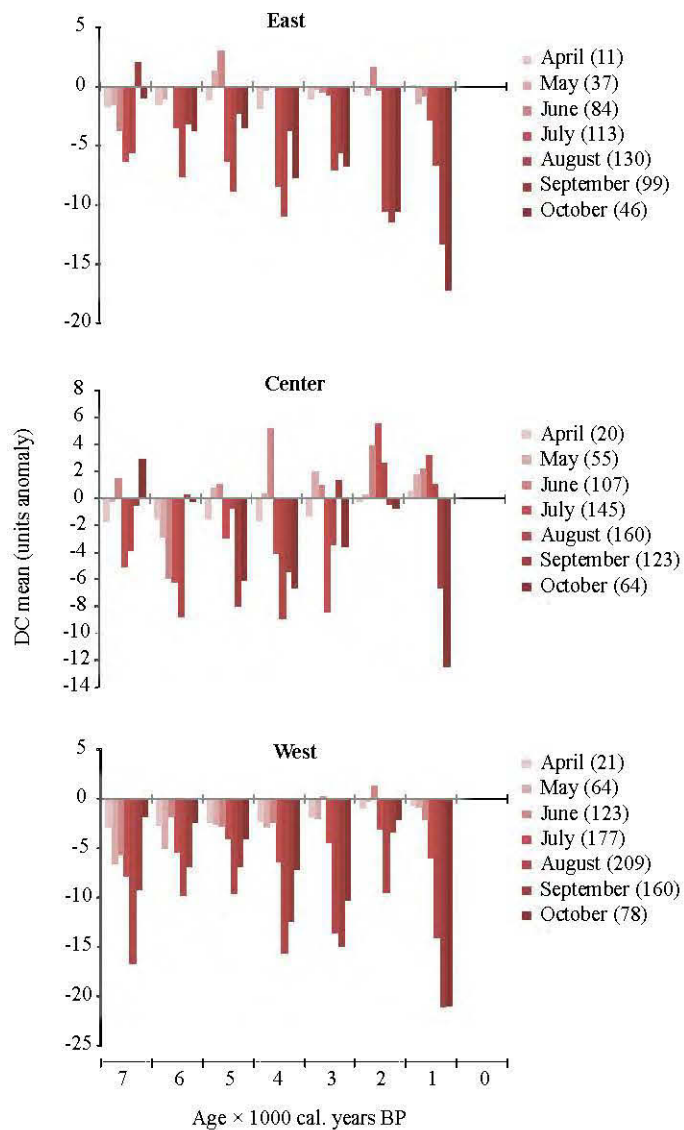 East
5
0
-5
-10
-15
-20
April (11)
May (37)
June (84)
July (113)
August (130)
September (99)
October (46)
Center
8
6
4
2
0
-2
-4
-6
-8
-10
-12
-14
April (20)
May (55)
June (107)
July (145)
August (160)
September (123)
October (64)
DC mean (units anomaly)
West
5
0
-5
-10
-15
-20
-25
April (21)
May (64)
June (123)
July (177)
August (209)
September (160)
October (78)
7 6 5 4 3 2 1 0
Age × 1000 cal. years BP